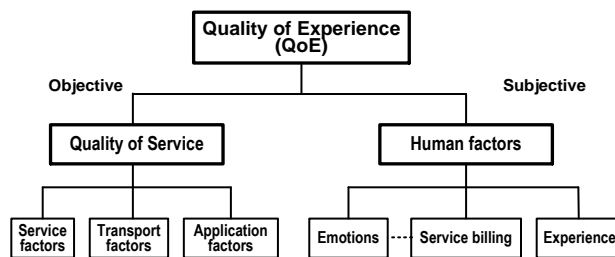 Quality of Experience
(QoE)
Objective
Subjective
Quality of Service
Human factors
Service
factors
Transport
factors
Application
factors
Emotions
Service billing
Experience